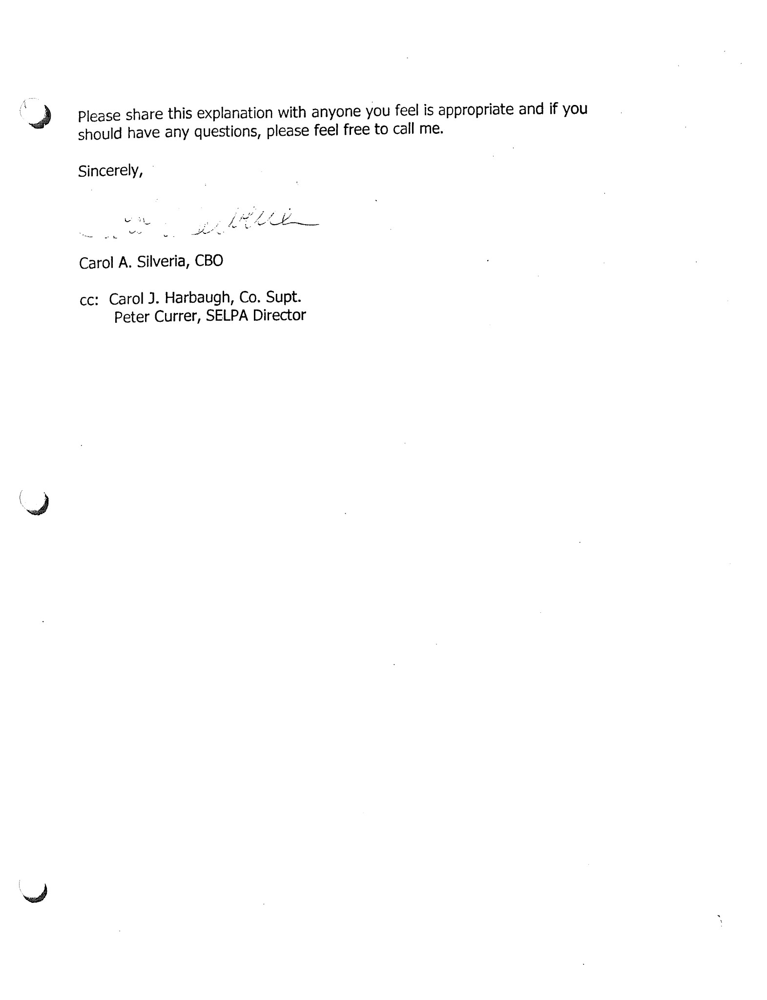 Please share this explanation with anyone you feel is appropriate and if you
should have any questions, please feel free to call me.
Sincerely,
Carol A. Silveria, CBO
cc: Carol J. Harbaugh, Co. Supt.
Peter Currer, SELPA Director